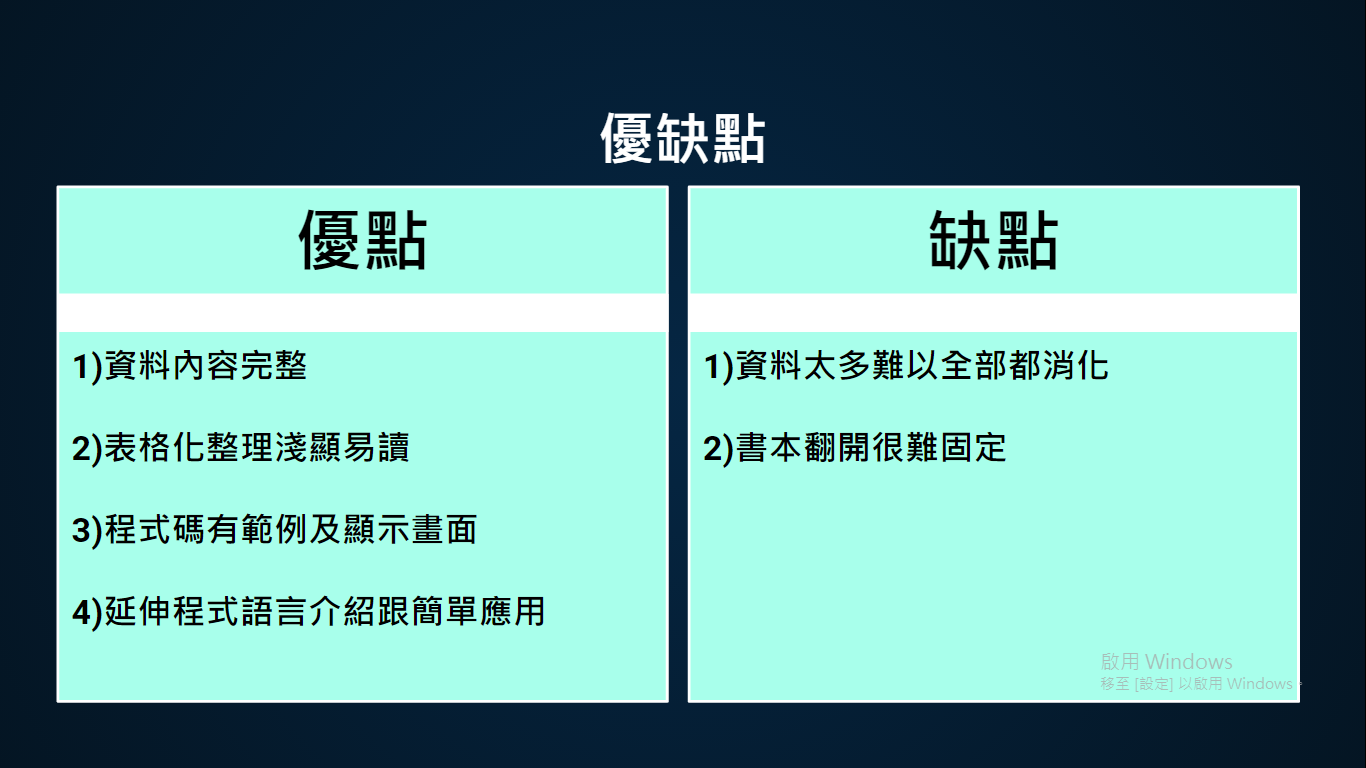 優缺點
優點
1)資料內容完整
2)表格化整理淺顯易讀
3)程式碼有範例及顯示畫面
4)延伸程式語言介紹跟簡單應用
缺點
1)資料太多難以全部都消化
2)書本翻開很難固定
啟用 Windows
移至 [設定] 以啟用 Windows。